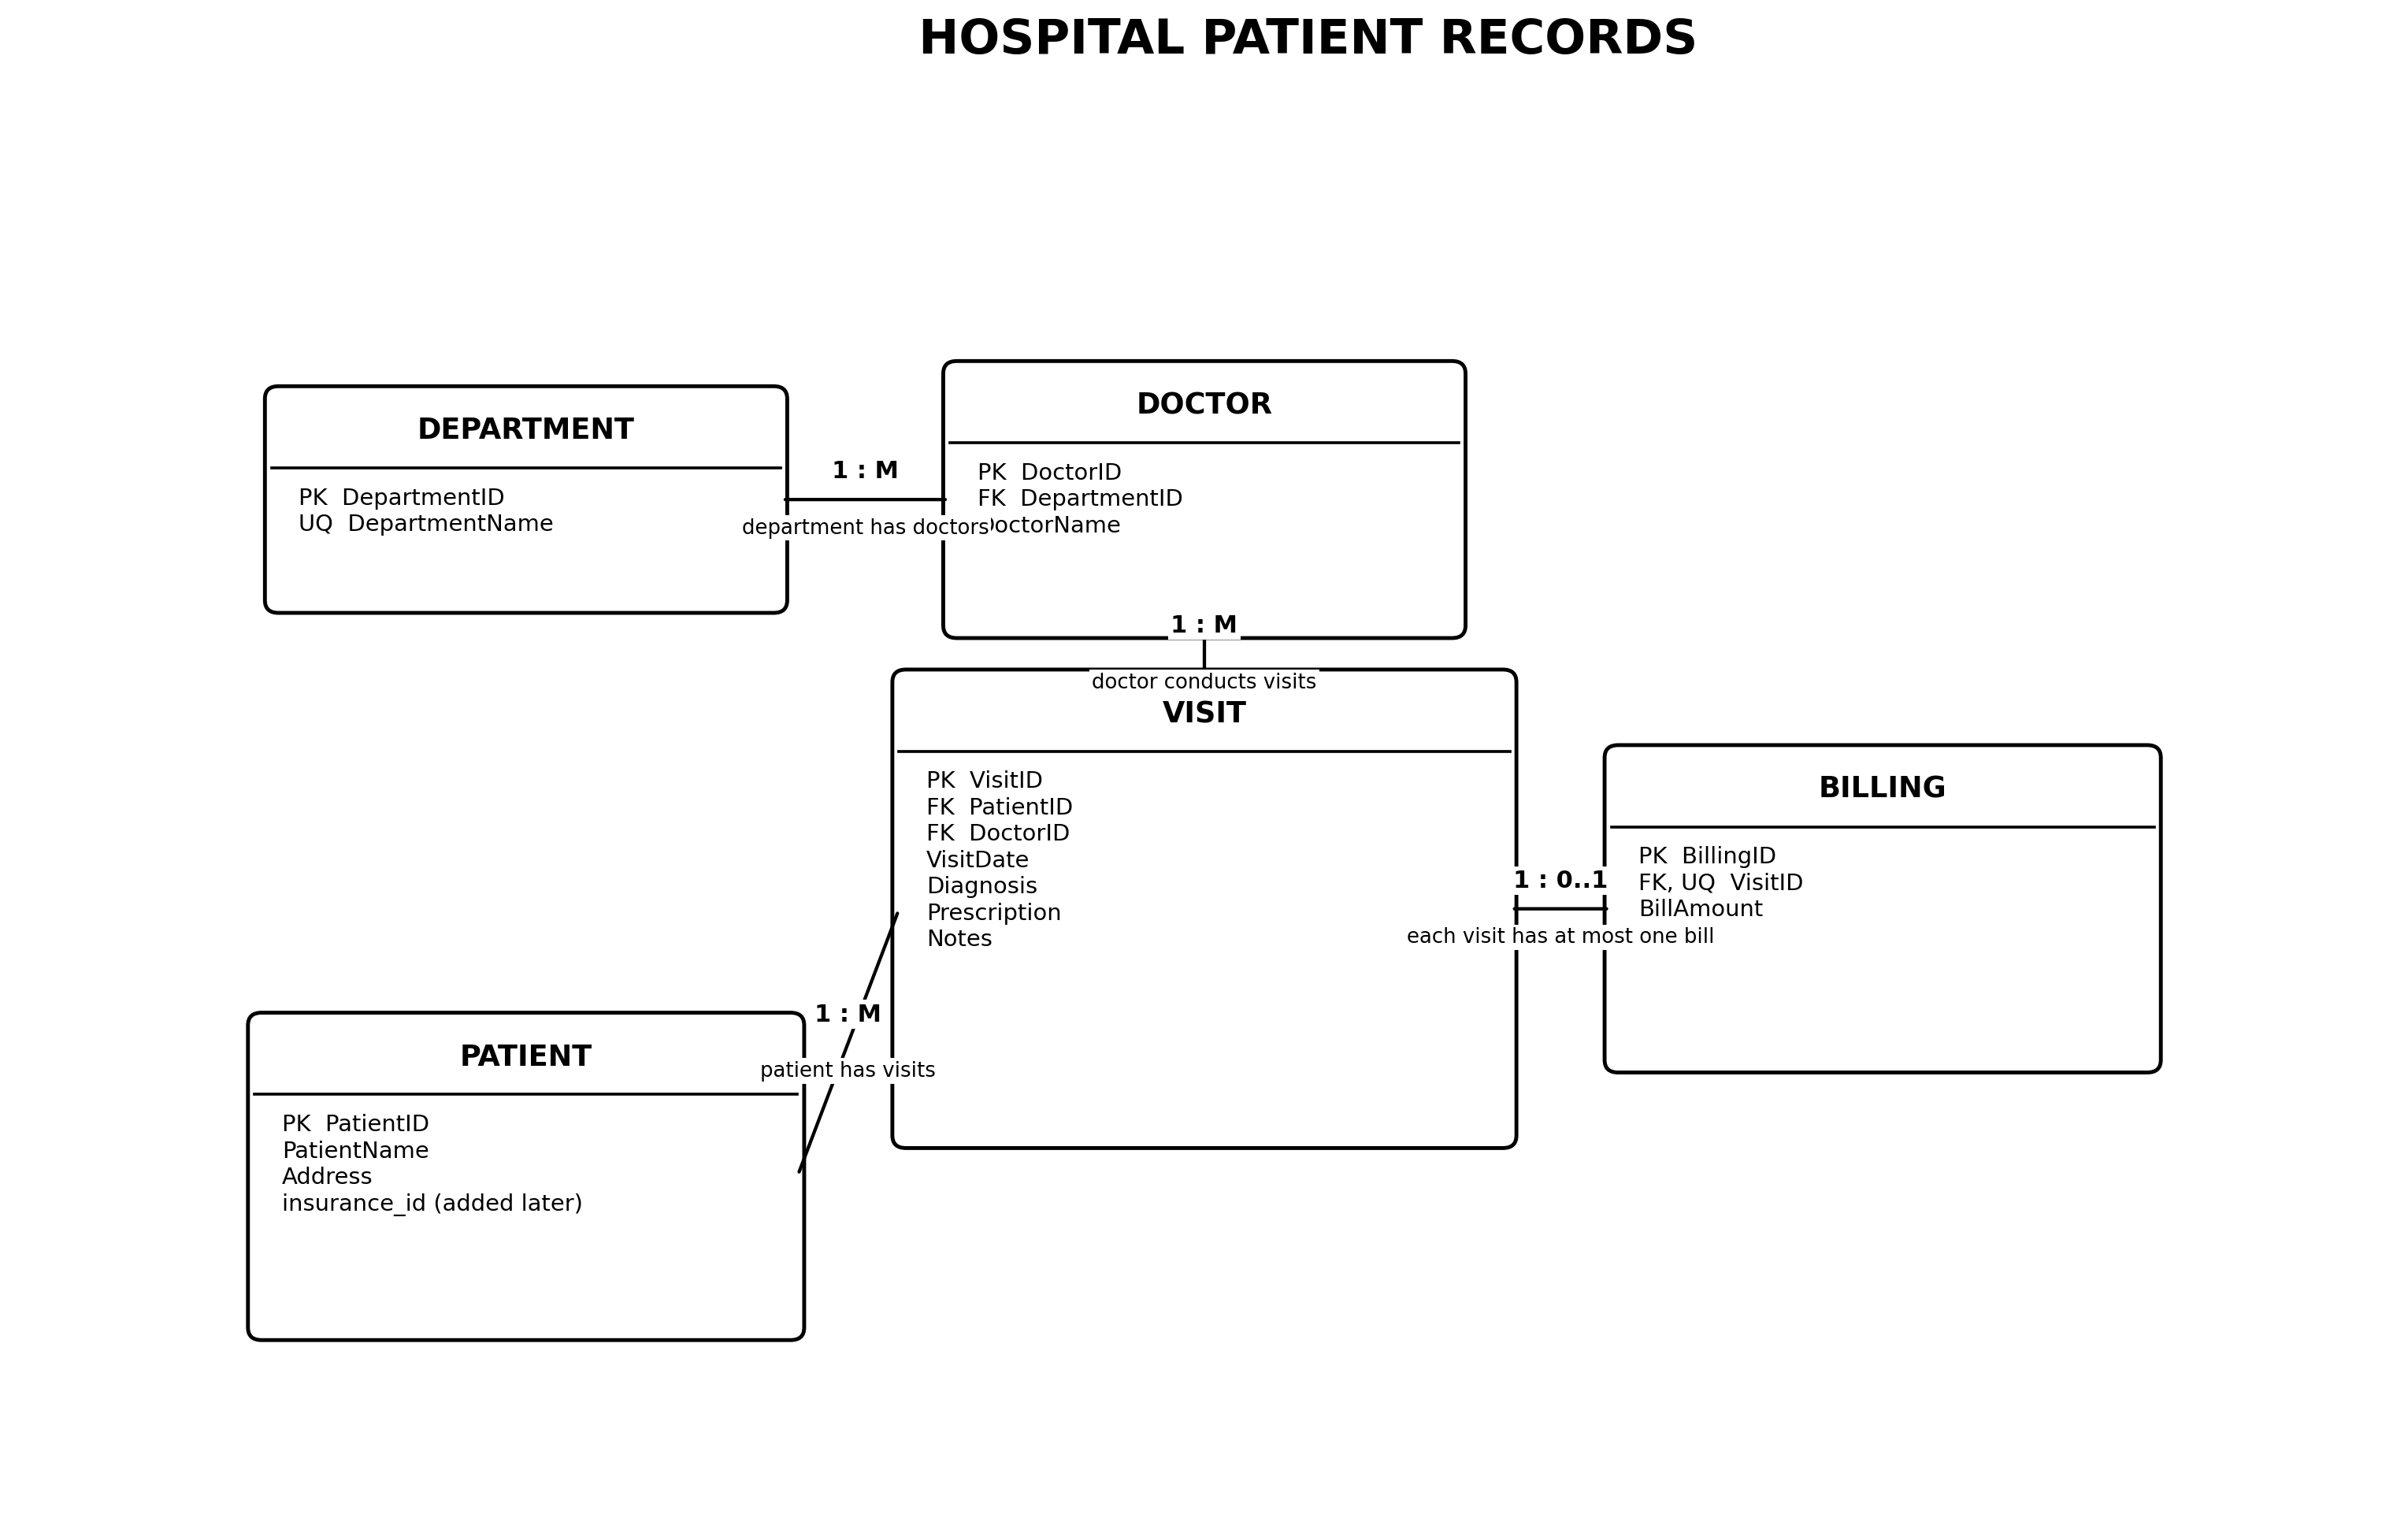 HOSPITAL PATIENT RECORDS
DEPARTMENT
PK DepartmentID
UQ DepartmentName
1 : M
department has doctors
DOCTOR
PK DoctorID
FK DepartmentID
DoctorName
1 : M
doctor conducts visits
VISIT
PK VisitID
FK PatientID
FK DoctorID
VisitDate
Diagnosis
Prescription
Notes
1 : 0..1
each visit has at most one bill
BILLING
PK BillingID
FK, UQ VisitID
BillAmount
1 : M
patient has visits
PATIENT
PK PatientID
PatientName
Address
insurance_id (added later)